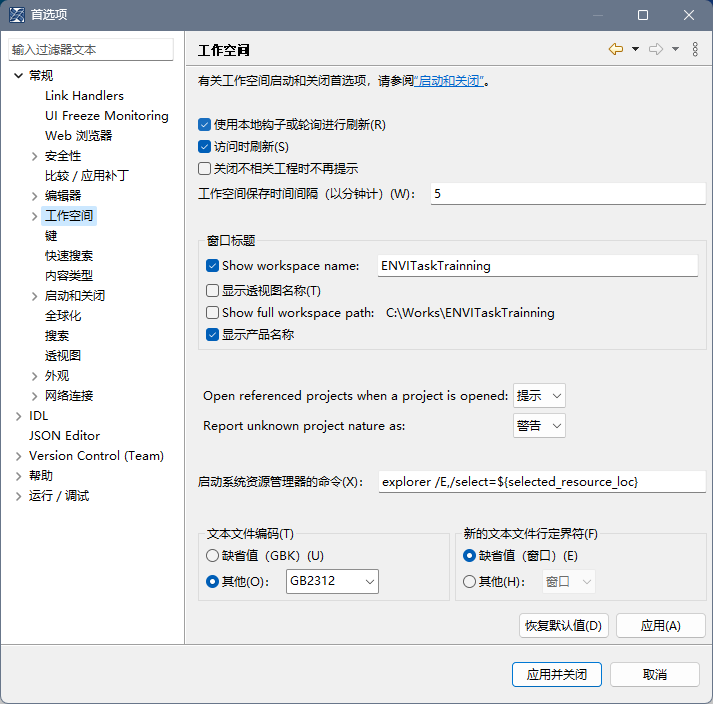 首选项
输入过滤器文本
常规
Link Handlers
UI Freeze Monitoring
Web 浏览器
安全性
比较 / 应用补丁
编辑器
工作空间
键
快速搜索
内容类型
启动和关闭
全球化
搜索
透视图
外观
网络连接
IDL
JSON Editor
Version Control (Team)
帮助
运行 / 调试
工作空间
有关工作空间启动和关闭首选项，请参阅“启动和关闭”。
使用本地钩子或轮询进行刷新(R)
访问时刷新(S)
关闭不相关工程时不再提示
工作空间保存时间间隔（以分钟计）(W)： 5
窗口标题
Show workspace name: ENVITaskTrainning
显示透视图名称(T)
Show full workspace path: C:\Works\ENVITaskTrainning
显示产品名称
Open referenced projects when a project is opened: 提示
Report unknown project nature as: 警告
启动系统资源管理器的命令(X)： explorer /E,/select=${selected_resource_loc}
文本文件编码(T)
缺省值（GBK）(U)
其他(O)： GB2312
新的文本文件行定界符(F)
缺省值（窗口）(E)
其他(H)： 窗口
恢复默认值(D) 应用(A)
应用并关闭 取消